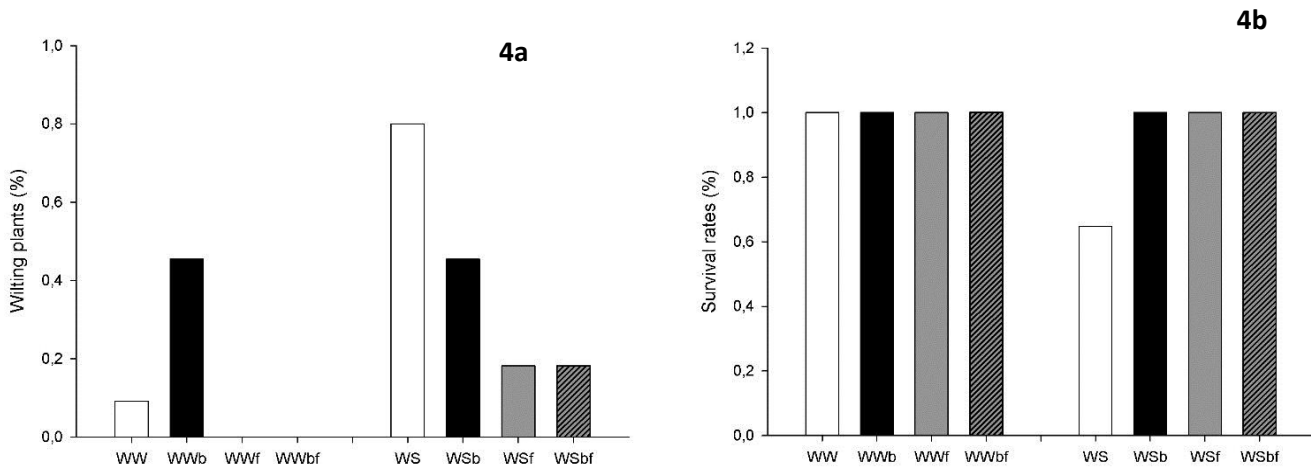 4a
1,0
0,8
0,6
0,4
0,2
0,0
Wilting plants (%)
WW WWb WWf WWbf WS WSb WSf WSbf
4b
1,2
1,0
0,8
0,6
0,4
0,2
0,0
Survival rates (%)
WW WWb WWf WWbf WS WSb WSf WSbf